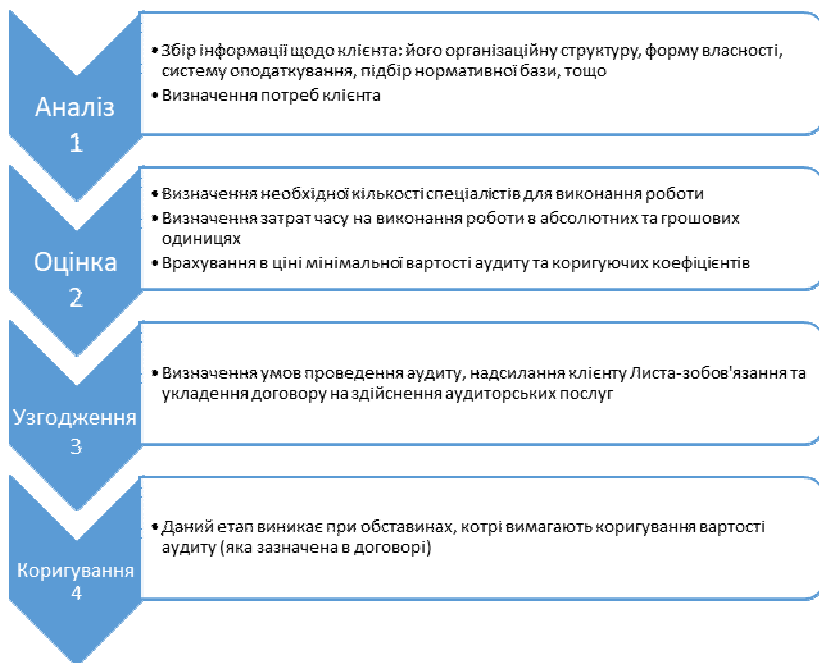 Аналіз
1
• Збір інформації щодо клієнта: його організаційну структуру, форму власності,
систему оподаткування, підбір нормативної бази, тощо
• Визначення потреб клієнта
Оцінка
2
• Визначення необхідної кількості спеціалістів для виконання роботи
• Визначення затрат часу на виконання роботи в абсолютних та грошових
одиницях
• Врахування в ціні мінімальної вартості аудиту та коригуючих коефіцієнтів
Узгодження
3
• Визначення умов проведення аудиту, надсилання клієнту Листа-зобов'язання та
укладення договору на здійснення аудиторських послуг
Коригування
4
• Даний етап виникає при обставинах, котрі вимагають коригування вартості
аудиту (яка зазначена в договорі)